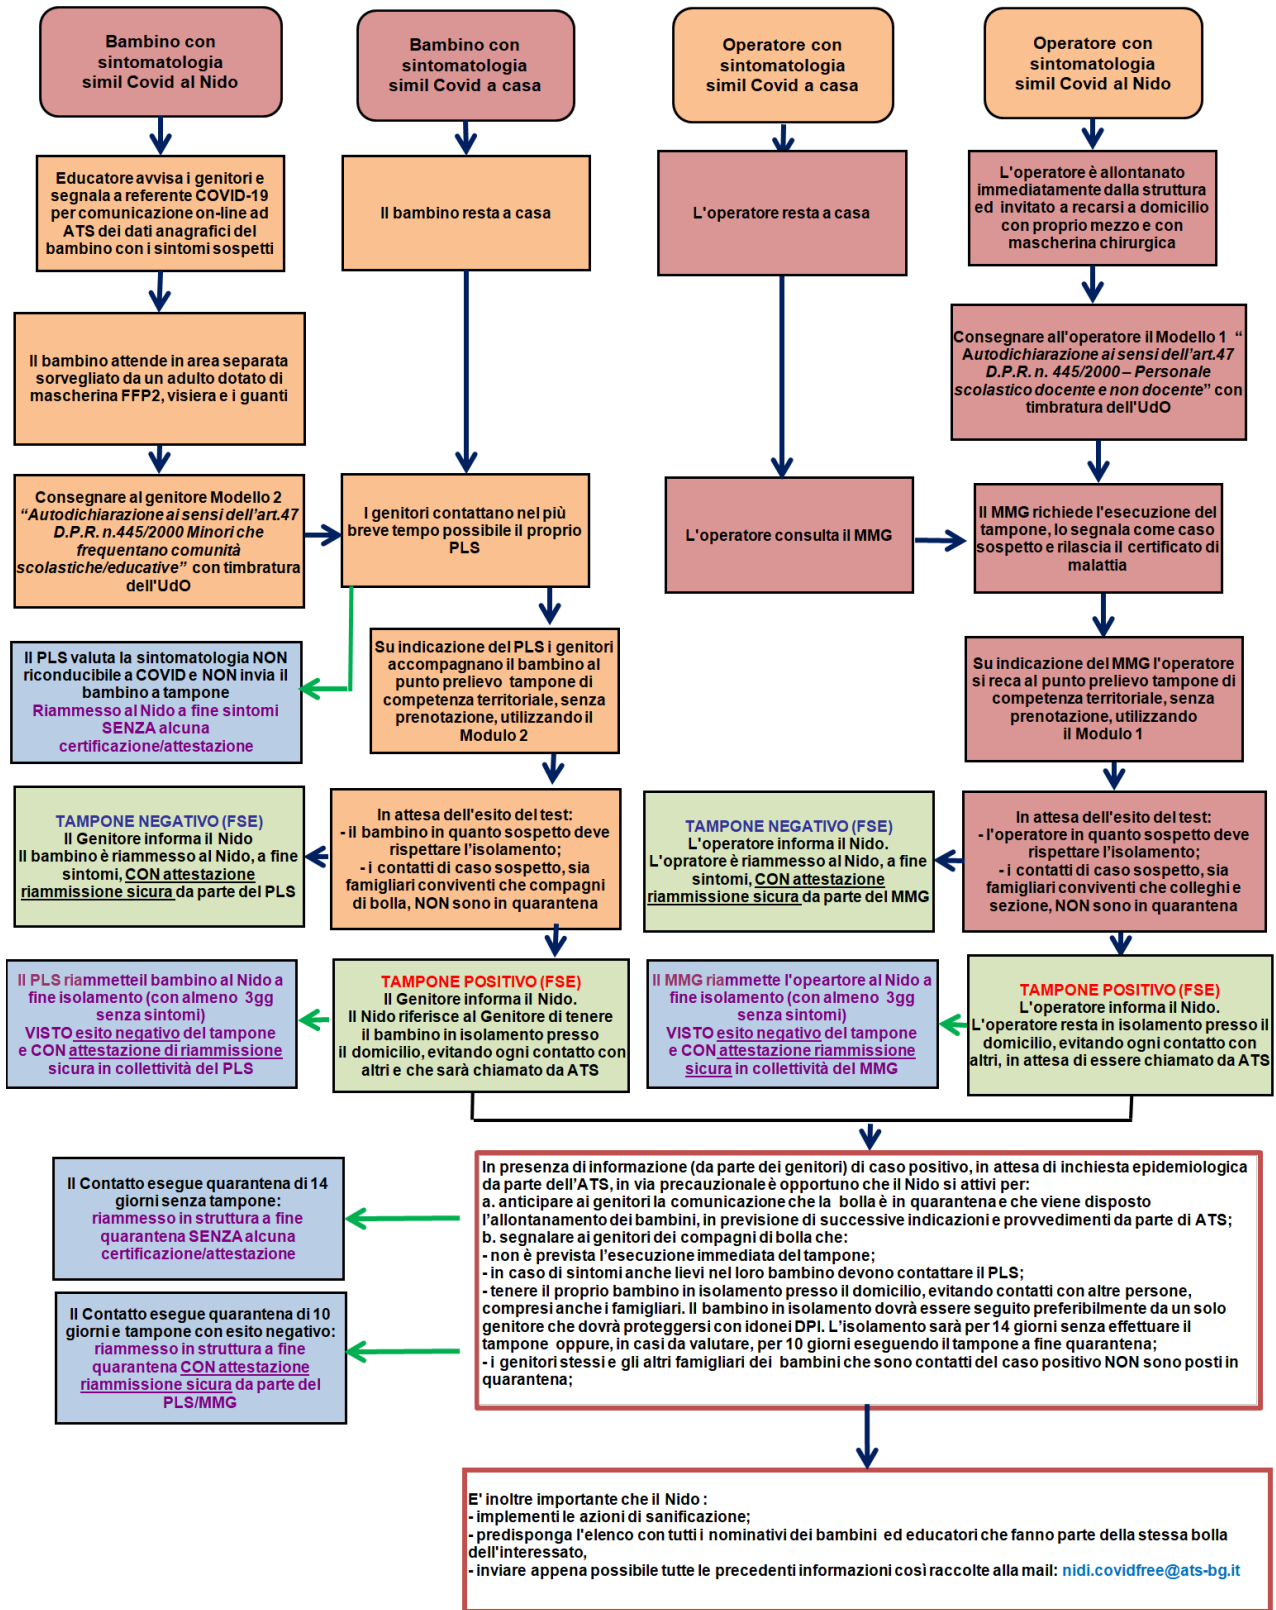 Bambino con
sintomatologia
simil Covid al Nido
Bambino con
sintomatologia
simil Covid a casa
Operatore con
sintomatologia
simil Covid a casa
Operatore con
sintomatologia
simil Covid al Nido
Educatore avvisa i genitori e
segnala a referente COVID-19
per comunicazione on-line ad
ATS dei dati anagrafici del
bambino con i sintomi sospetti
Il bambino resta a casa
L'operatore resta a casa
L'operatore è allontanato
immediatamente dalla struttura
ed invitato a recarsi a domicilio
con proprio mezzo e con
mascherina chirurgica
Il bambino attende in area separata
sorvegliato da un adulto dotato di
mascherina FFP2, visiera e i guanti
Consegnare all'operatore il Modello 1 “
Autodichiarazione ai sensi dell'art.47
D.P.R. n. 445/2000 – Personale
scolastico docente e non docente” con
timbratura dell'UdO
Consegnare al genitore Modello 2
“Autodichiarazione ai sensi dell'art.47
D.P.R. n.445/2000 Minori che
frequentano comunità
scolastiche/educative” con timbratura
dell'UdO
I genitori contattano nel più
breve tempo possibile il proprio
PLS
L'operatore consulta il MMG
Il MMG richiede l'esecuzione del
tampone, lo segnala come caso
sospetto e rilascia il certificato di
malattia
Il PLS valuta la sintomatologia NON
riconducibile a COVID e NON invia il
bambino a tampone
Riammesso al Nido a fine sintomi
SENZA alcuna
certificazione/attestazione
Su indicazione del PLS i genitori
accompagnano il bambino al
punto prelievo tampone di
competenza territoriale, senza
prenotazione, utilizzando il
Modulo 2
Su indicazione del MMG l'operatore
si reca al punto prelievo tampone di
competenza territoriale, senza
prenotazione, utilizzando
il Modulo 1
TAMPONE NEGATIVO (FSE)
Il Genitore informa il Nido
Il bambino è riammesso al Nido, a fine
sintomi, CON attestazione
riammissione sicura da parte del PLS
In attesa dell'esito del test:
- il bambino in quanto sospetto deve
rispettare l'isolamento;
- i contatti di caso sospetto, sia
famigliari conviventi che compagni
di bolla, NON sono in quarantena
TAMPONE NEGATIVO (FSE)
L'operatore informa il Nido.
L'opratore è riammesso al Nido, a fine
sintomi, CON attestazione
riammissione sicura da parte del MMG
In attesa dell'esito del test:
- l'operatore in quanto sospetto deve
rispettare l'isolamento;
- i contatti di caso sospetto, sia
famigliari conviventi che colleghi e
sezione, NON sono in quarantena
Il PLS riammetteil bambino al Nido a
fine isolamento (con almeno 3gg
senza sintomi)
VISTO esito negativo del tampone
e CON attestazione di riammissione
sicura in collettività del PLS
TAMPONE POSITIVO (FSE)
Il Genitore informa il Nido.
Il Nido riferisce al Genitore di tenere
il bambino in isolamento presso
il domicilio, evitando ogni contatto con
altri e che sarà chiamato da ATS
Il MMG riammette l'opeartore al Nido a
fine isolamento (con almeno 3gg
senza sintomi)
VISTO esito negativo del tampone
e CON attestazione riammissione
sicura in collettività del MMG
TAMPONE POSITIVO (FSE)
L'operatore informa il Nido.
L'operatore resta in isolamento presso il
domicilio, evitando ogni contatto con
altri, in attesa di essere chiamato da ATS
Il Contatto esegue quarantena di 14
giorni senza tampone:
riammesso in struttura a fine
quarantena SENZA alcuna
certificazione/attestazione
Il Contatto esegue quarantena di 10
giorni e tampone con esito negativo:
riammesso in struttura a fine
quarantena CON attestazione
riammissione sicura da parte del
PLS/MMG
In presenza di informazione (da parte dei genitori) di caso positivo, in attesa di inchiesta epidemiologica
da parte dell'ATS, in via precauzionale è opportuno che il Nido si attivi per:
a. anticipare ai genitori la comunicazione che la bolla è in quarantena e che viene disposto
l'allontanamento dei bambini, in previsione di successive indicazioni e provvedimenti da parte di ATS;
b. segnalare ai genitori dei compagni di bolla che:
- non è prevista l'esecuzione immediata del tampone;
- in caso di sintomi anche lievi nel loro bambino devono contattare il PLS;
- tenere il proprio bambino in isolamento presso il domicilio, evitando contatti con altre persone,
compresi anche i famigliari. Il bambino in isolamento dovrà essere seguito preferibilmente da un solo
genitore che dovrà proteggersi con idonei DPI. L'isolamento sarà per 14 giorni senza effettuare il
tampone oppure, in casi da valutare, per 10 giorni eseguendo il tampone a fine quarantena;
- i genitori stessi e gli altri famigliari dei bambini che sono contatti del caso positivo NON sono posti in
quarantena;
E' inoltre importante che il Nido :
- implementi le azioni di sanificazione;
- predisponga l'elenco con tutti i nominativi dei bambini ed educatori che fanno parte della stessa bolla
dell'interessato,
- inviare appena possibile tutte le precedenti informazioni così raccolte alla mail: nidi.covidfree@ats-bg.it